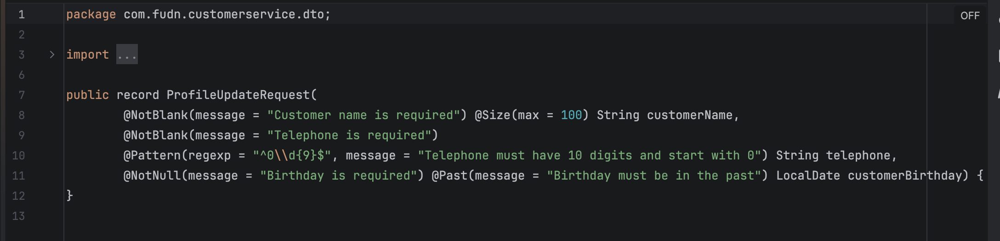 1 package com.fudn.customerservice.dto;
OFF
2
3 import ...
6
7 public record ProfileUpdateRequest(
8 @NotBlank(message = "Customer name is required") @Size(max = 100) String customerName,
9 @NotBlank(message = "Telephone is required")
10 @Pattern(regexp = "^0\\d{9}$", message = "Telephone must have 10 digits and start with 0") String telephone,
11 @NotNull(message = "Birthday is required") @Past(message = "Birthday must be in the past") LocalDate customerBirthday) {
12 }
13